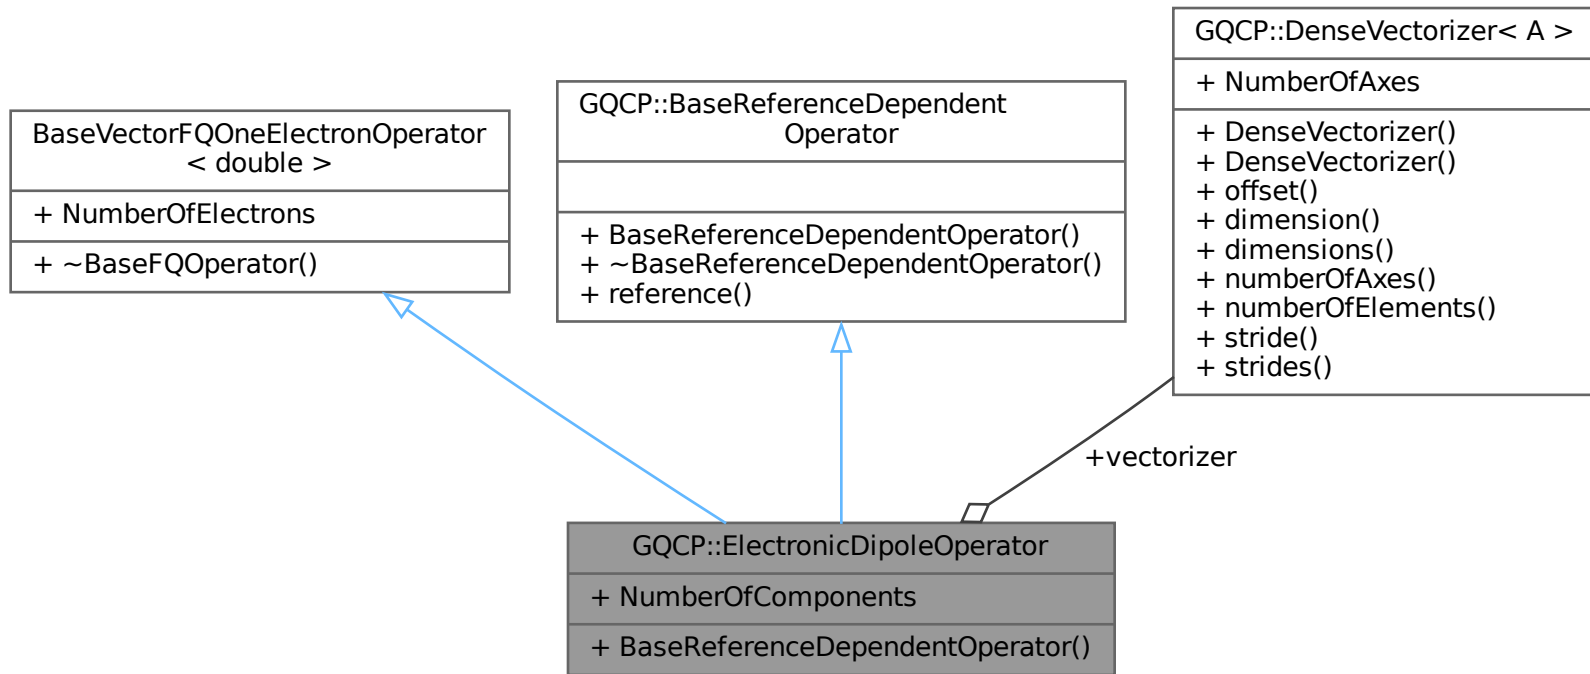 BaseVectorFQOneElectronOperator
< double >
+ NumberOfElectrons
+ ~BaseFQOperator()
GQCP::BaseReferenceDependent
Operator
+ BaseReferenceDependentOperator()
+ ~BaseReferenceDependentOperator()
+ reference()
GQCP::DenseVectorizer< A >
+ NumberOfAxes
+ DenseVectorizer()
+ DenseVectorizer()
+ offset()
+ dimension()
+ dimensions()
+ numberOfAxes()
+ numberOfElements()
+ stride()
+ strides()
+vectorizer
GQCP::ElectronicDipoleOperator
+ NumberOfComponents
+ BaseReferenceDependentOperator()